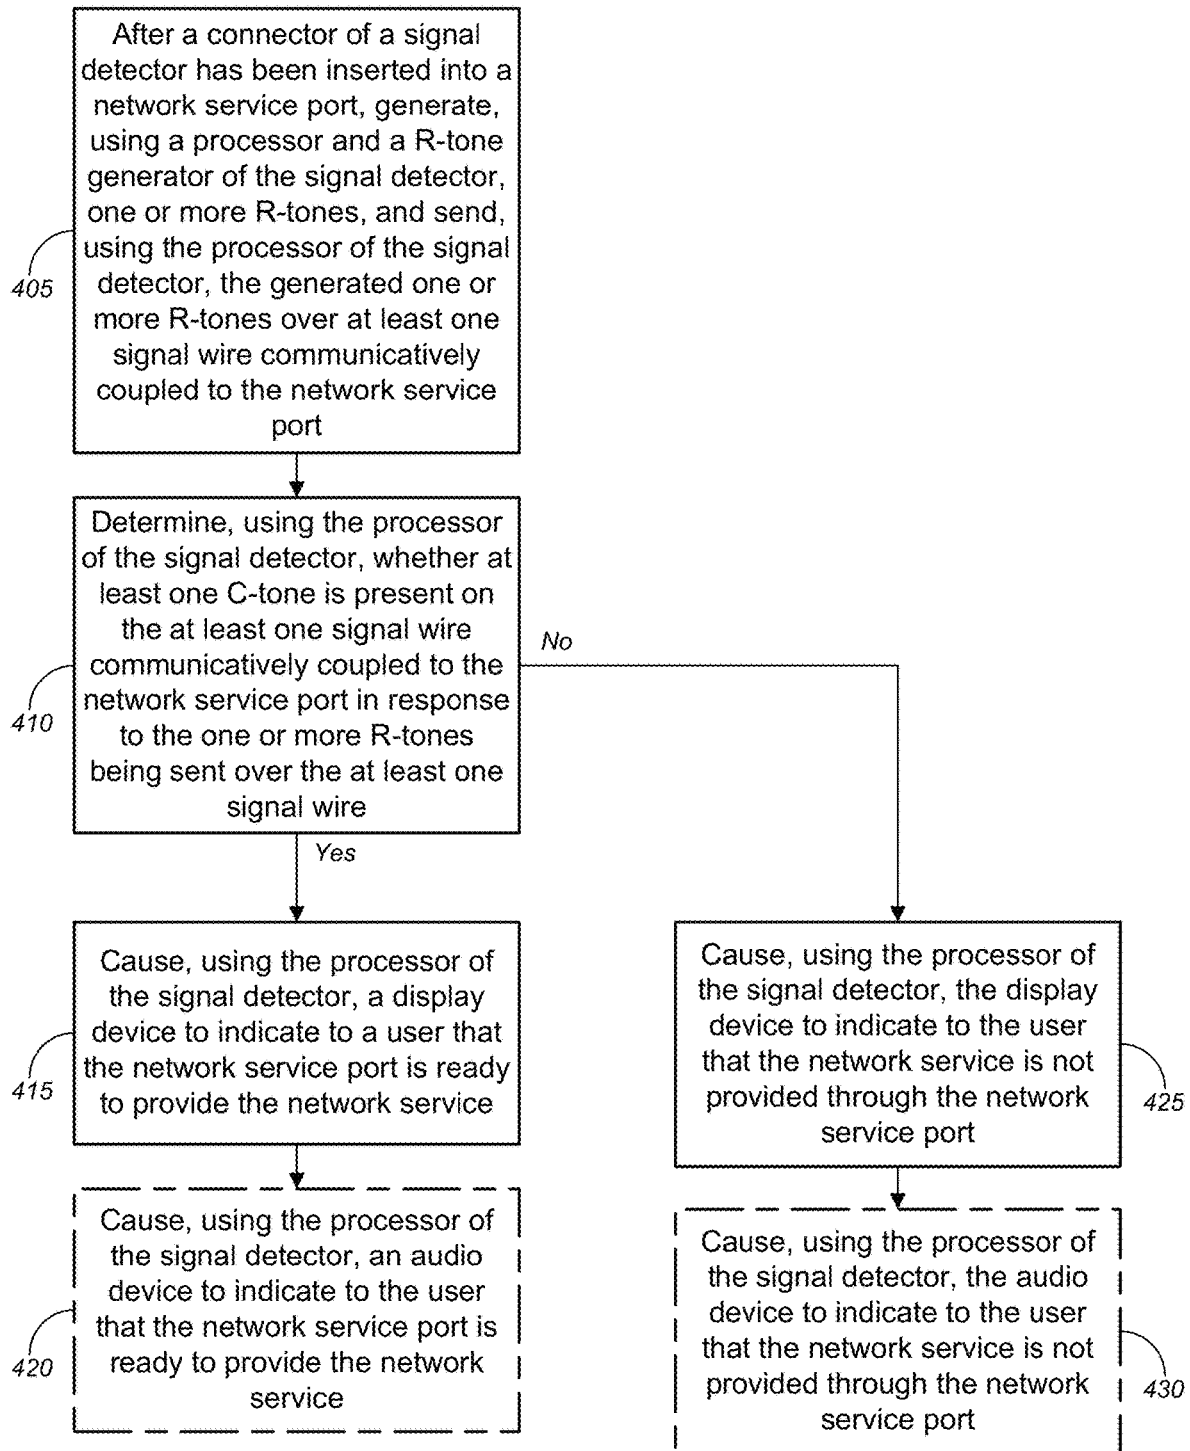 After a connector of a signal
detector has been inserted into a
network service port, generate,
using a processor and a R-tone
generator of the signal detector,
one or more R-tones, and send,
using the processor of the signal
detector, the generated one or
more R-tones over at least one
signal wire communicatively
coupled to the network service
port
405
Determine, using the processor
of the signal detector, whether at
least one C-tone is present on
the at least one signal wire
communicatively coupled to the
network service port in response
to the one or more R-tones
being sent over the at least one
signal wire
410
No
Yes
Cause, using the processor of
the signal detector, a display
device to indicate to a user that
the network service port is ready
to provide the network service
415
Cause, using the processor of
the signal detector, the display
device to indicate to the user
that the network service is not
provided through the network
service port
425
Cause, using the processor of
the signal detector, an audio
device to indicate to the user
that the network service port is
ready to provide the network
service
420
Cause, using the processor of
the signal detector, the audio
device to indicate to the user
that the network service is not
provided through the network
service port
430